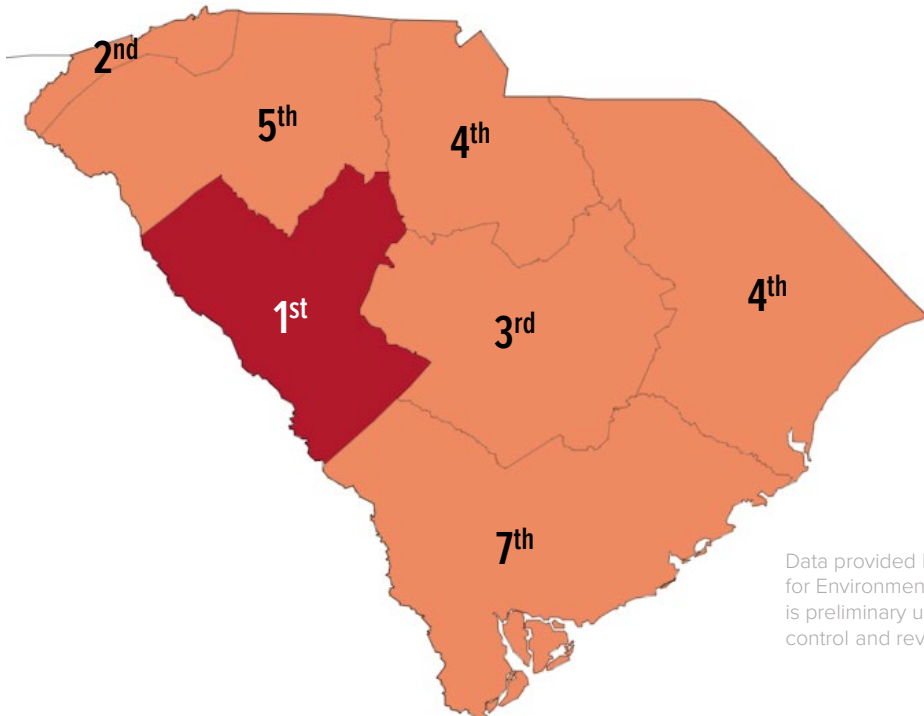 2nd
5th
4th
1st
3rd
4th
7th
Data provided
for Environmen
is preliminary u
control and rev